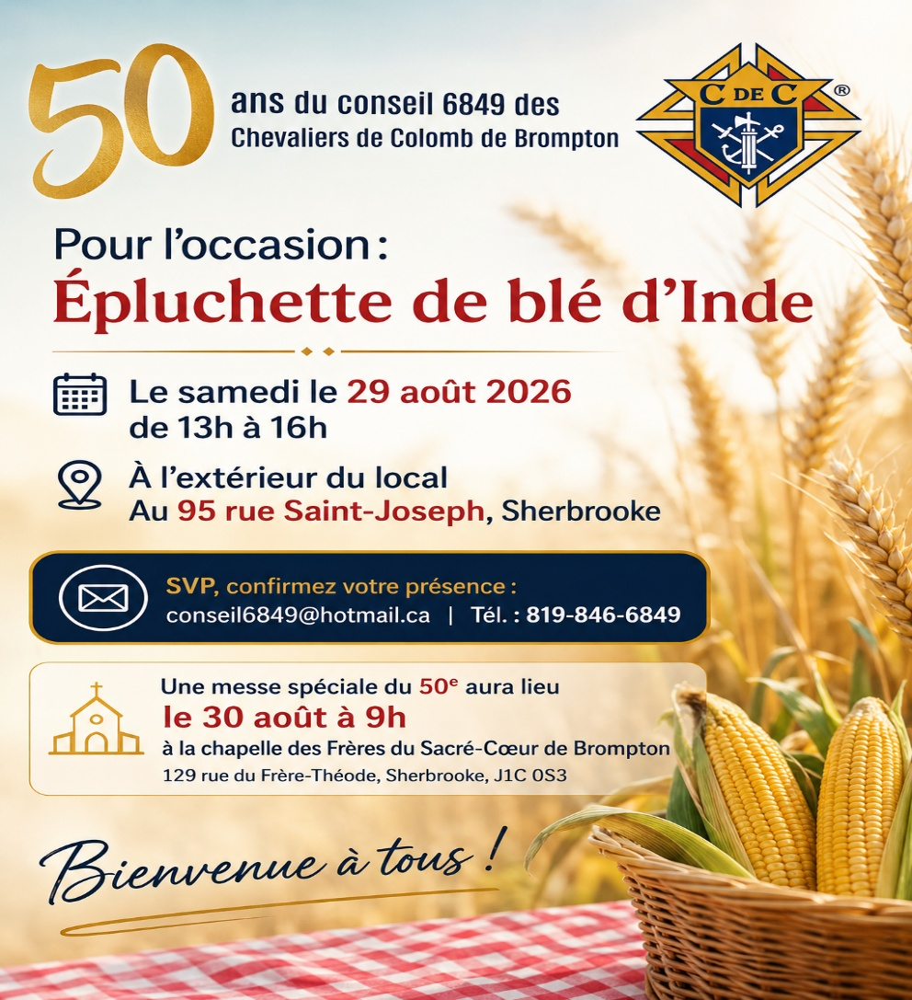 50 ans du conseil 6849 des
Chevaliers de Colomb de Brompton
C DE C ®
Pour l'occasion :
Épluchette de blé d'Inde
Le samedi le 29 août 2026
de 13h à 16h
À l'extérieur du local
Au 95 rue Saint-Joseph, Sherbrooke
SVP, confirmez votre présence :
conseil6849@hotmail.ca | Tél. : 819-846-6849
Une messe spéciale du 50e aura lieu
le 30 août à 9h
à la chapelle des Frères du Sacré-Cœur de Brompton
129 rue du Frère-Théode, Sherbrooke, J1C 0S3
Bienvenue à tous !